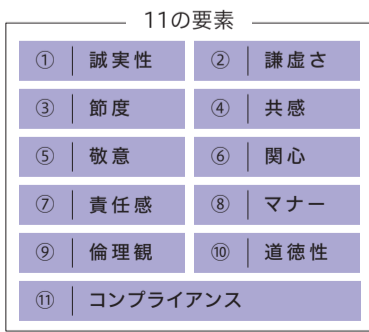 11の要素
① 誠実性
② 謙虚さ
③ 節度
④ 共感
⑤ 敬意
⑥ 関心
⑦ 責任感
⑧ マナー
⑨ 倫理観
⑩ 道徳性
⑪ コンプライアンス